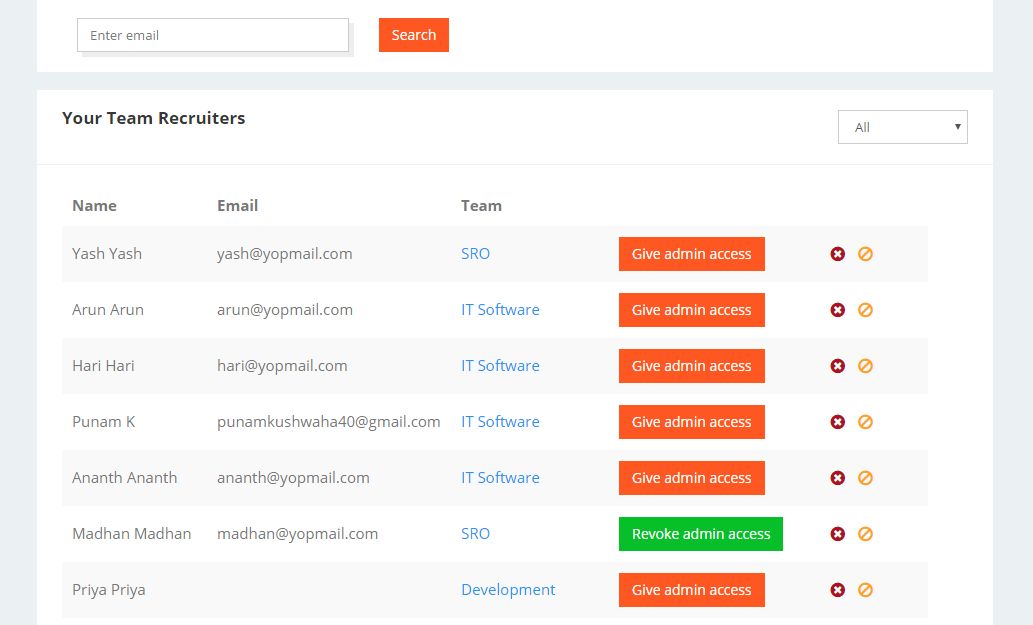 Enter email Search
Your Team Recruiters All
Name Email Team
Yash Yash yash@yopmail.com SRO Give admin access
Arun Arun arun@yopmail.com IT Software Give admin access
Hari Hari hari@yopmail.com IT Software Give admin access
Punam K punamkushwaha40@gmail.com IT Software Give admin access
Ananth Ananth ananth@yopmail.com IT Software Give admin access
Madhan Madhan madhan@yopmail.com SRO Revoke admin access
Priya Priya Development Give admin access